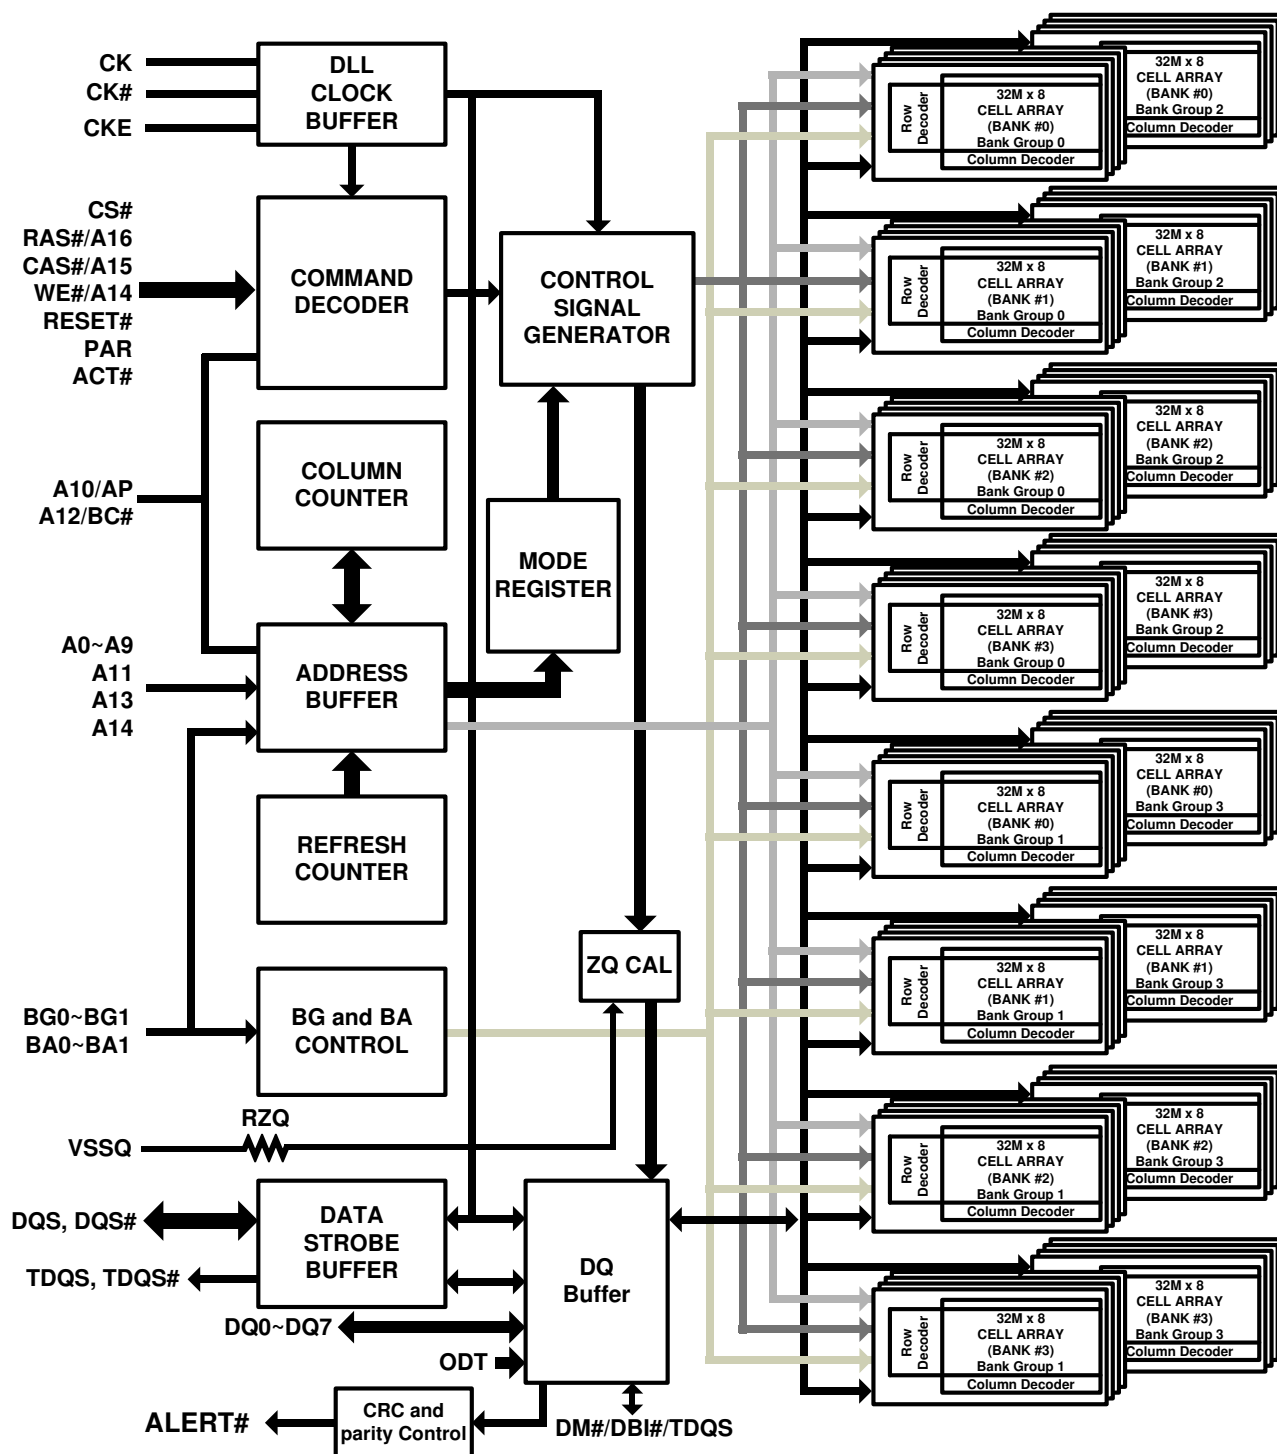 CK
CK#
CKE
DLL
CLOCK
BUFFER
CS#
RAS#/A16
CAS#/A15
WE#/A14
RESET#
PAR
ACT#
COMMAND
DECODER
CONTROL
SIGNAL
GENERATOR
A10/AP
A12/BC#
COLUMN
COUNTER
MODE
REGISTER
A0~A9
A11
A13
A14
ADDRESS
BUFFER
REFRESH
COUNTER
ZQ CAL
BG0~BG1
BA0~BA1
BG and BA
CONTROL
RZQ
VSSQ
DQS, DQS#
TDQS, TDQS#
DATA
STROBE
BUFFER
DQ
Buffer
DQ0~DQ7
ODT
ALERT#
CRC and
parity Control
DM#/DBI#/TDQS
32M x 8
CELL ARRAY
(BANK #0)
Bank Group 2
Column Decoder
Row
Decoder
32M x 8
CELL ARRAY
(BANK #0)
Bank Group 0
Column Decoder
32M x 8
CELL ARRAY
(BANK #1)
Bank Group 2
Column Decoder
Row
Decoder
32M x 8
CELL ARRAY
(BANK #1)
Bank Group 0
Column Decoder
32M x 8
CELL ARRAY
(BANK #2)
Bank Group 2
Column Decoder
Row
Decoder
32M x 8
CELL ARRAY
(BANK #2)
Bank Group 0
Column Decoder
32M x 8
CELL ARRAY
(BANK #3)
Bank Group 2
Column Decoder
Row
Decoder
32M x 8
CELL ARRAY
(BANK #3)
Bank Group 0
Column Decoder
32M x 8
CELL ARRAY
(BANK #0)
Bank Group 3
Column Decoder
Row
Decoder
32M x 8
CELL ARRAY
(BANK #0)
Bank Group 1
Column Decoder
32M x 8
CELL ARRAY
(BANK #1)
Bank Group 3
Column Decoder
Row
Decoder
32M x 8
CELL ARRAY
(BANK #1)
Bank Group 1
Column Decoder
32M x 8
CELL ARRAY
(BANK #2)
Bank Group 3
Column Decoder
Row
Decoder
32M x 8
CELL ARRAY
(BANK #2)
Bank Group 1
Column Decoder
32M x 8
CELL ARRAY
(BANK #3)
Bank Group 3
Column Decoder
Row
Decoder
32M x 8
CELL ARRAY
(BANK #3)
Bank Group 1
Column Decoder